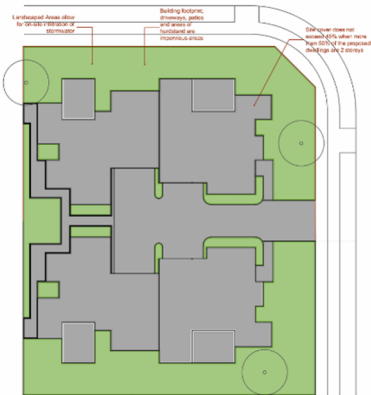 Landscaped Areas allow
for on-site infiltration of
stormwater
Building footprint,
driveways, patios
and areas of
hardstand are
impervious areas
Site cover does not
exceed 45% when more
than 50% of the proposed
dwellings are 2 storeys